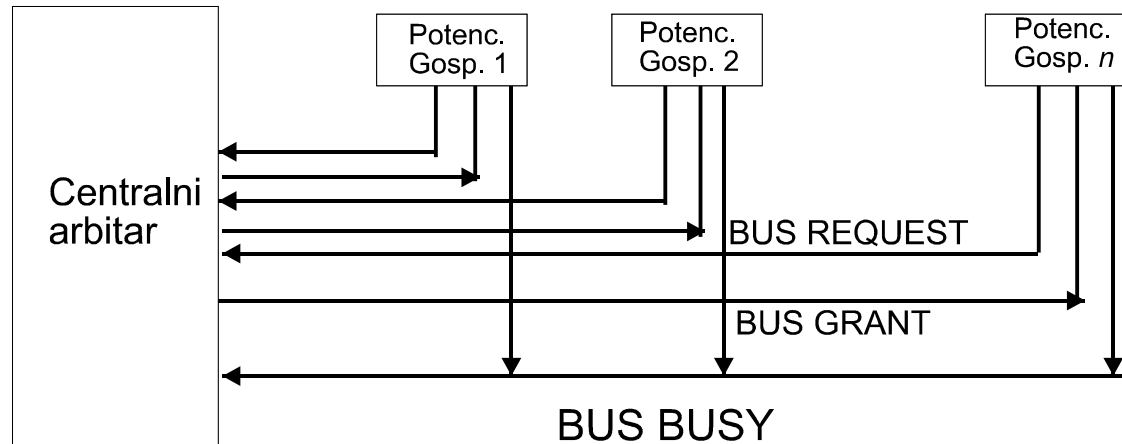 Potenc.
Gosp. 1
Potenc.
Gosp. 2
Potenc.
Gosp. n
Centralni
arbitar
BUS REQUEST
BUS GRANT
BUS BUSY